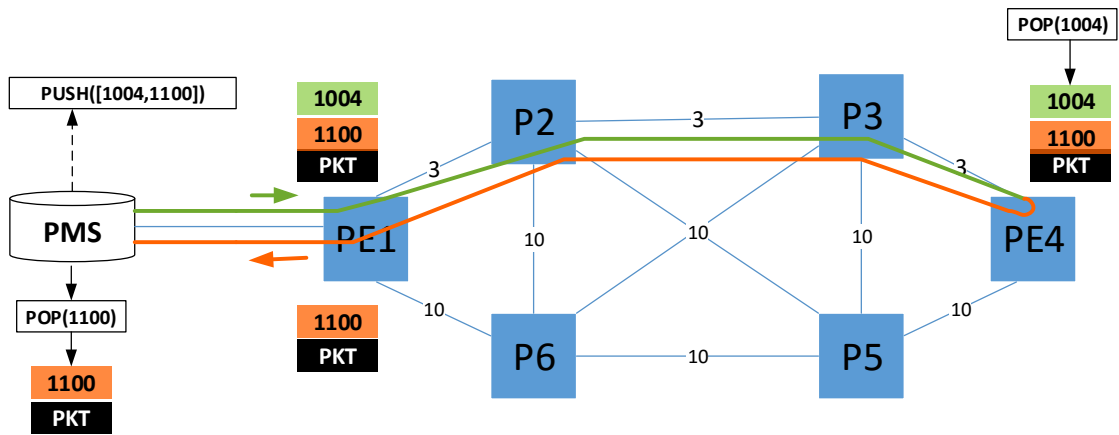 POP(1004)
PUSH([1004,1100])
1004
1100
PKT
1004
1100
PKT
P2
3
P3
3
3
PMS
PE1
10
10
10
PE4
POP(1100)
10
10
1100
PKT
P6
10
P5
1100
PKT